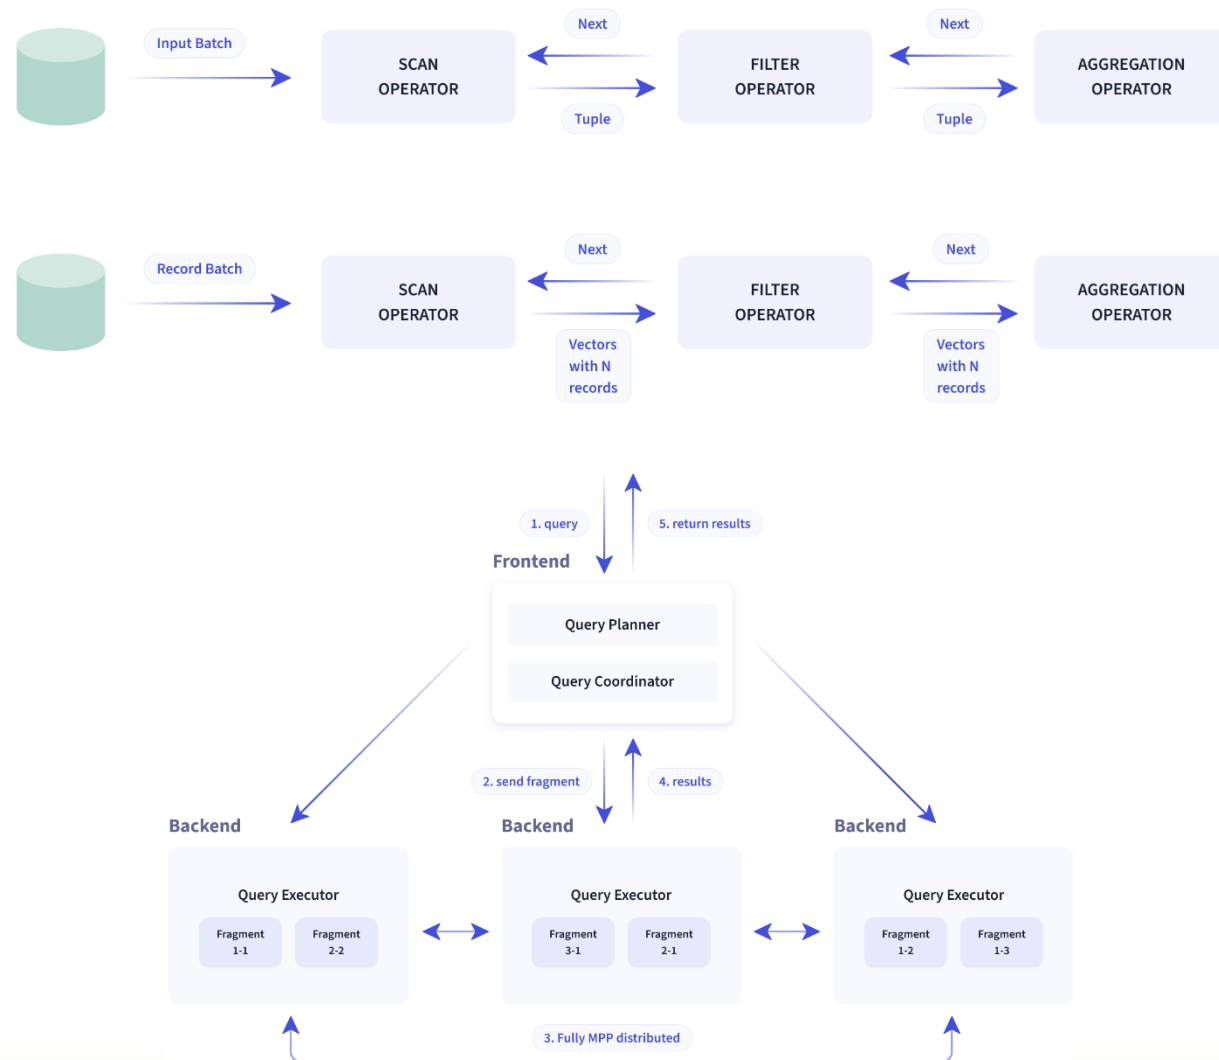 Next
Next
Input Batch
SCAN
OPERATOR
FILTER
OPERATOR
AGGREGATION
OPERATOR
Tuple
Tuple
Next
Next
Record Batch
SCAN
OPERATOR
FILTER
OPERATOR
AGGREGATION
OPERATOR
Vectors
with N
records
Vectors
with N
records
1. query
5. return results
Frontend
Query Planner
Query Coordinator
2. send fragment
4. results
Backend
Backend
Backend
Query Executor
Query Executor
Query Executor
Fragment
1-1
Fragment
2-2
Fragment
3-1
Fragment
2-1
Fragment
1-2
Fragment
1-3
3. Fully MPP distributed